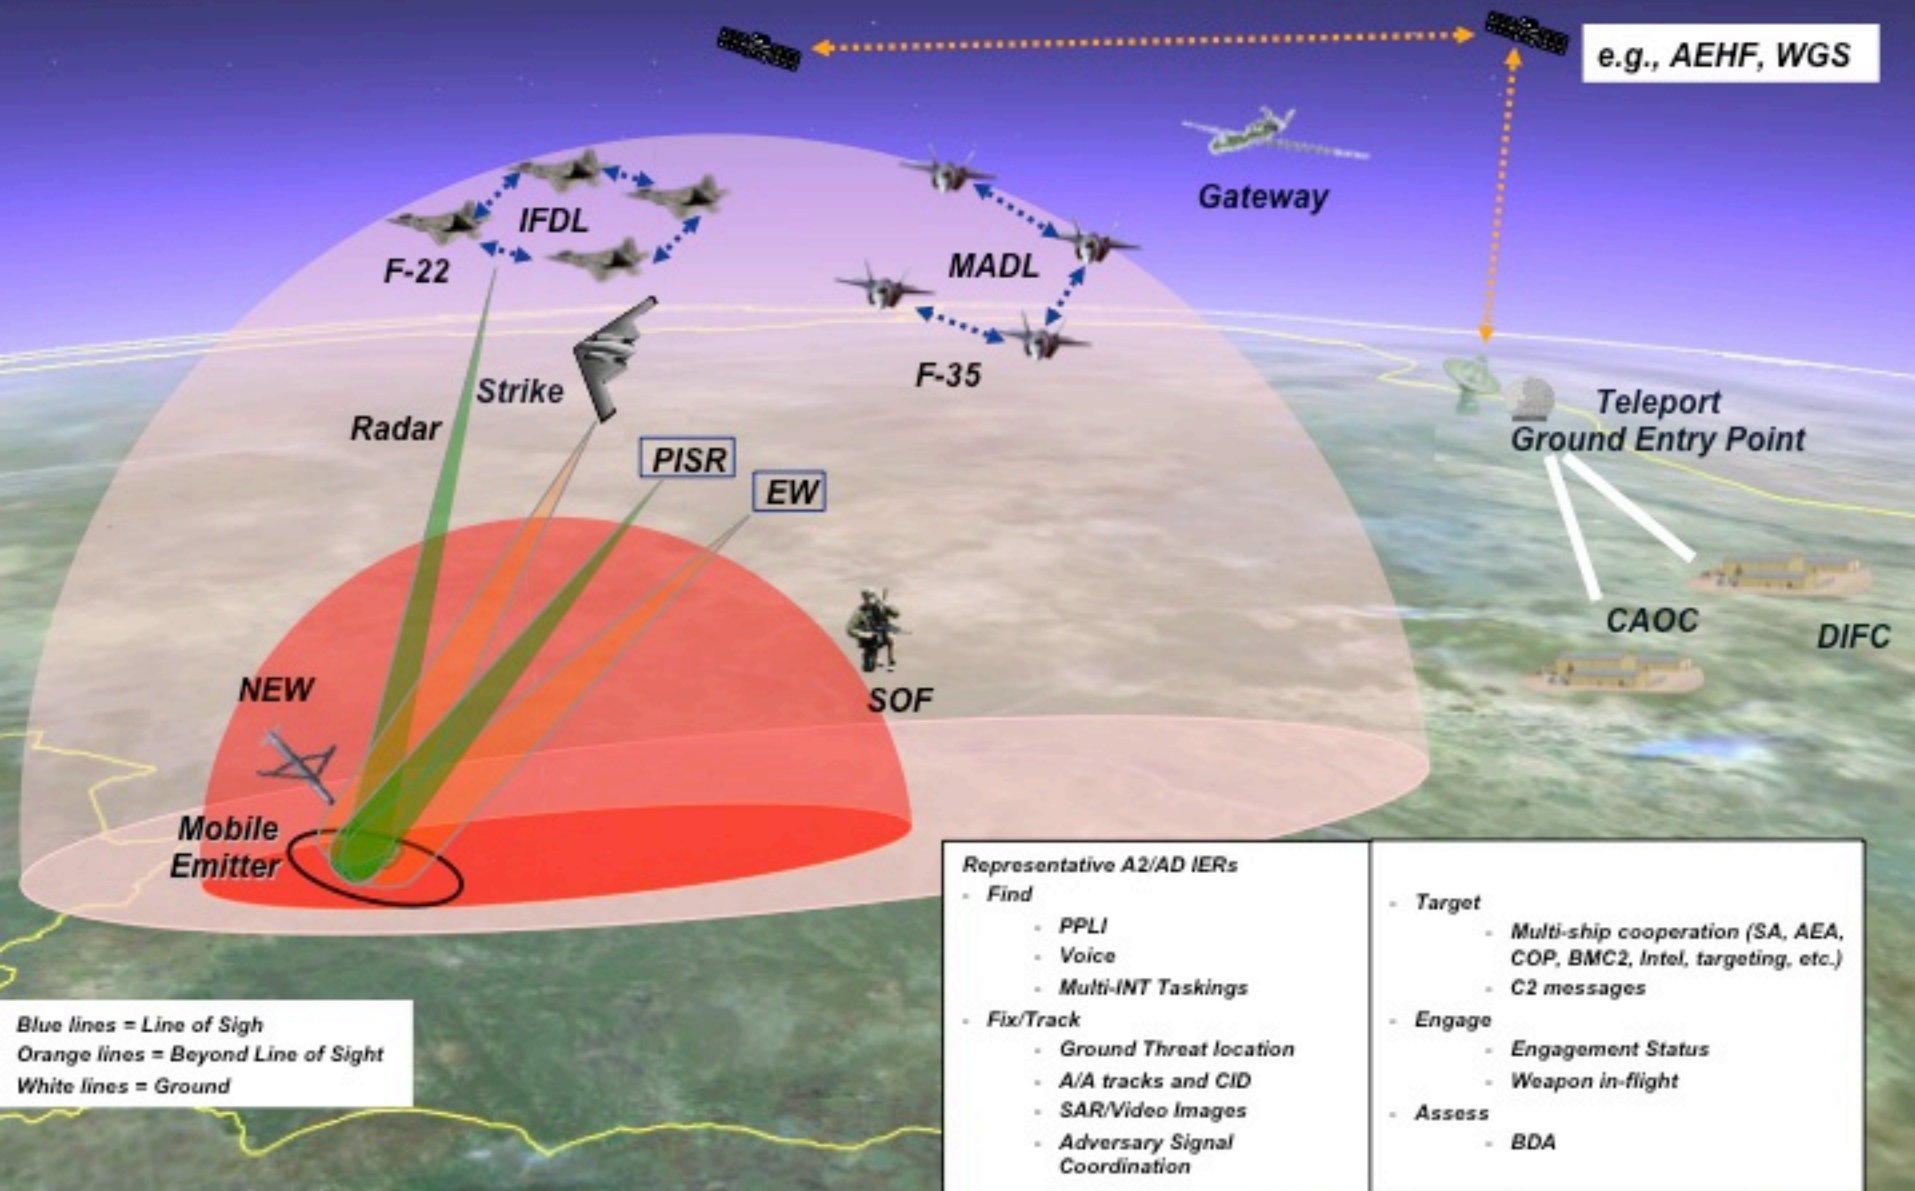 e.g., AEHF, WGS
Gateway
IFDL
F-22
MADL
F-35
Strike
Radar
PISR
EW
Teleport
Ground Entry Point
CAOC
DIFC
SOF
NEW
Mobile
Emitter
Blue lines = Line of Sigh
Orange lines = Beyond Line of Sight
White lines = Ground
Representative A2/AD IERs
- Find
- PPLI
- Voice
- Multi-INT Taskings
- Fix/Track
- Ground Threat location
- A/A tracks and CID
- SAR/Video Images
- Adversary Signal
Coordination
- Target
- Multi-ship cooperation (SA, AEA,
COP, BMC2, Intel, targeting, etc.)
- C2 messages
- Engage
- Engagement Status
- Weapon in-flight
- Assess
- BDA